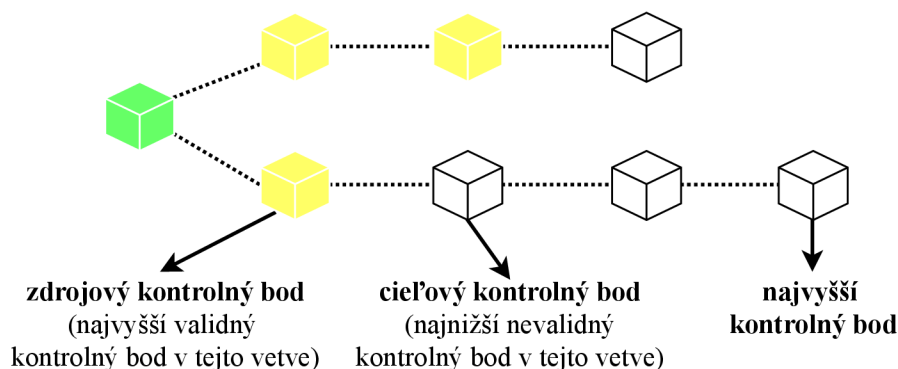 zdrojový kontrolný bod
(najvyšší validný
kontrolný bod v tejto vetve)
cieľový kontrolný bod
(najnižší nevalidný
kontrolný bod v tejto vetve)
najvyšší
kontrolný bod